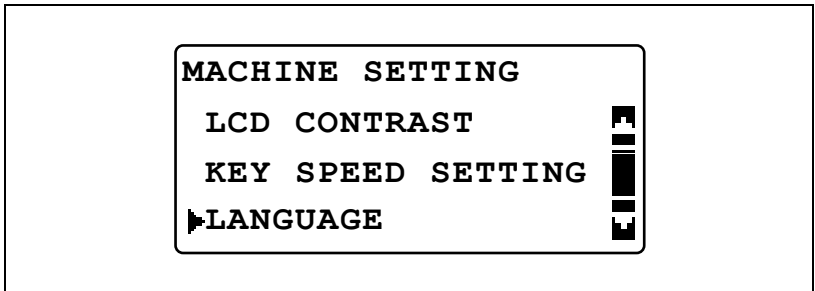 MACHINE SETTING
LCD CONTRAST
KEY SPEED SETTING
LANGUAGE